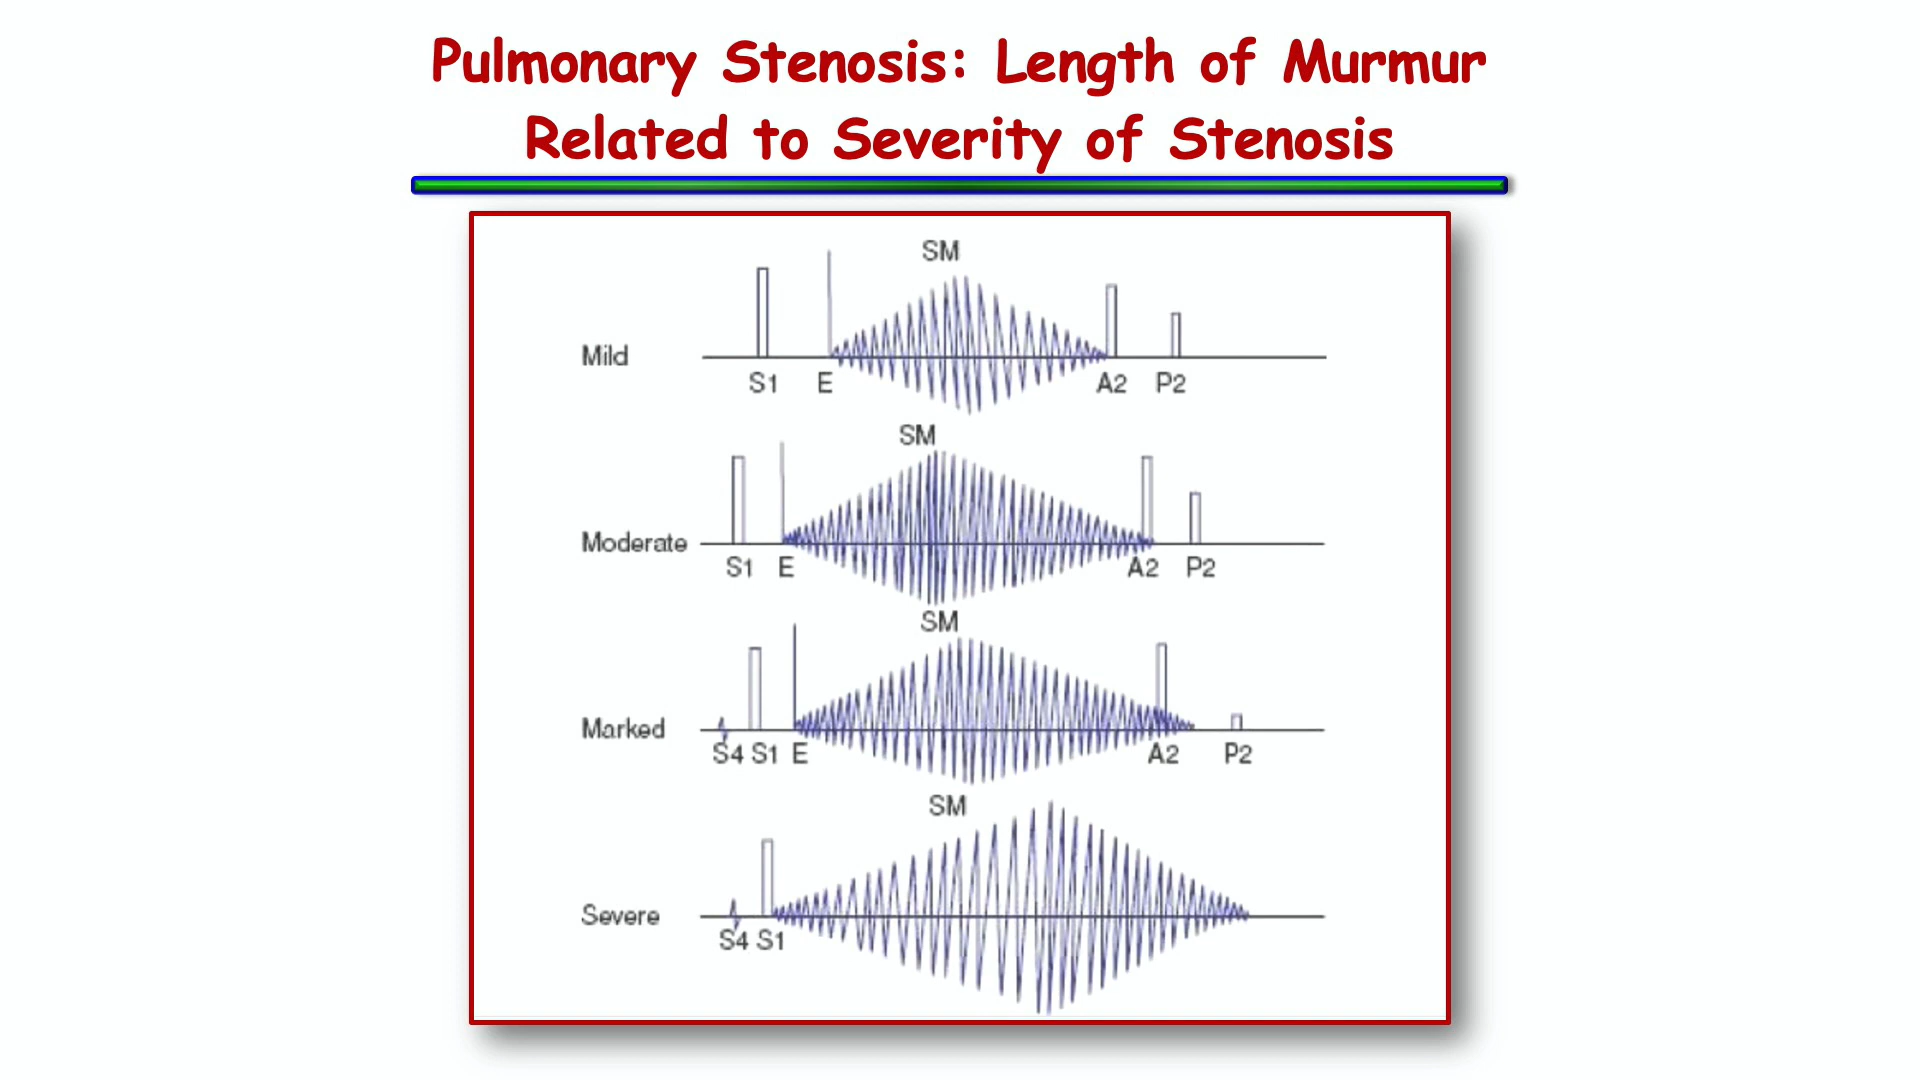 Pulmonary Stenosis: Length of Murmur
Related to Severity of Stenosis
SM
Mild
S1 E A2 P2
SM
Moderate
S1 E A2 P2
SM
Marked
S4 S1 E A2 P2
SM
Severe
S4 S1